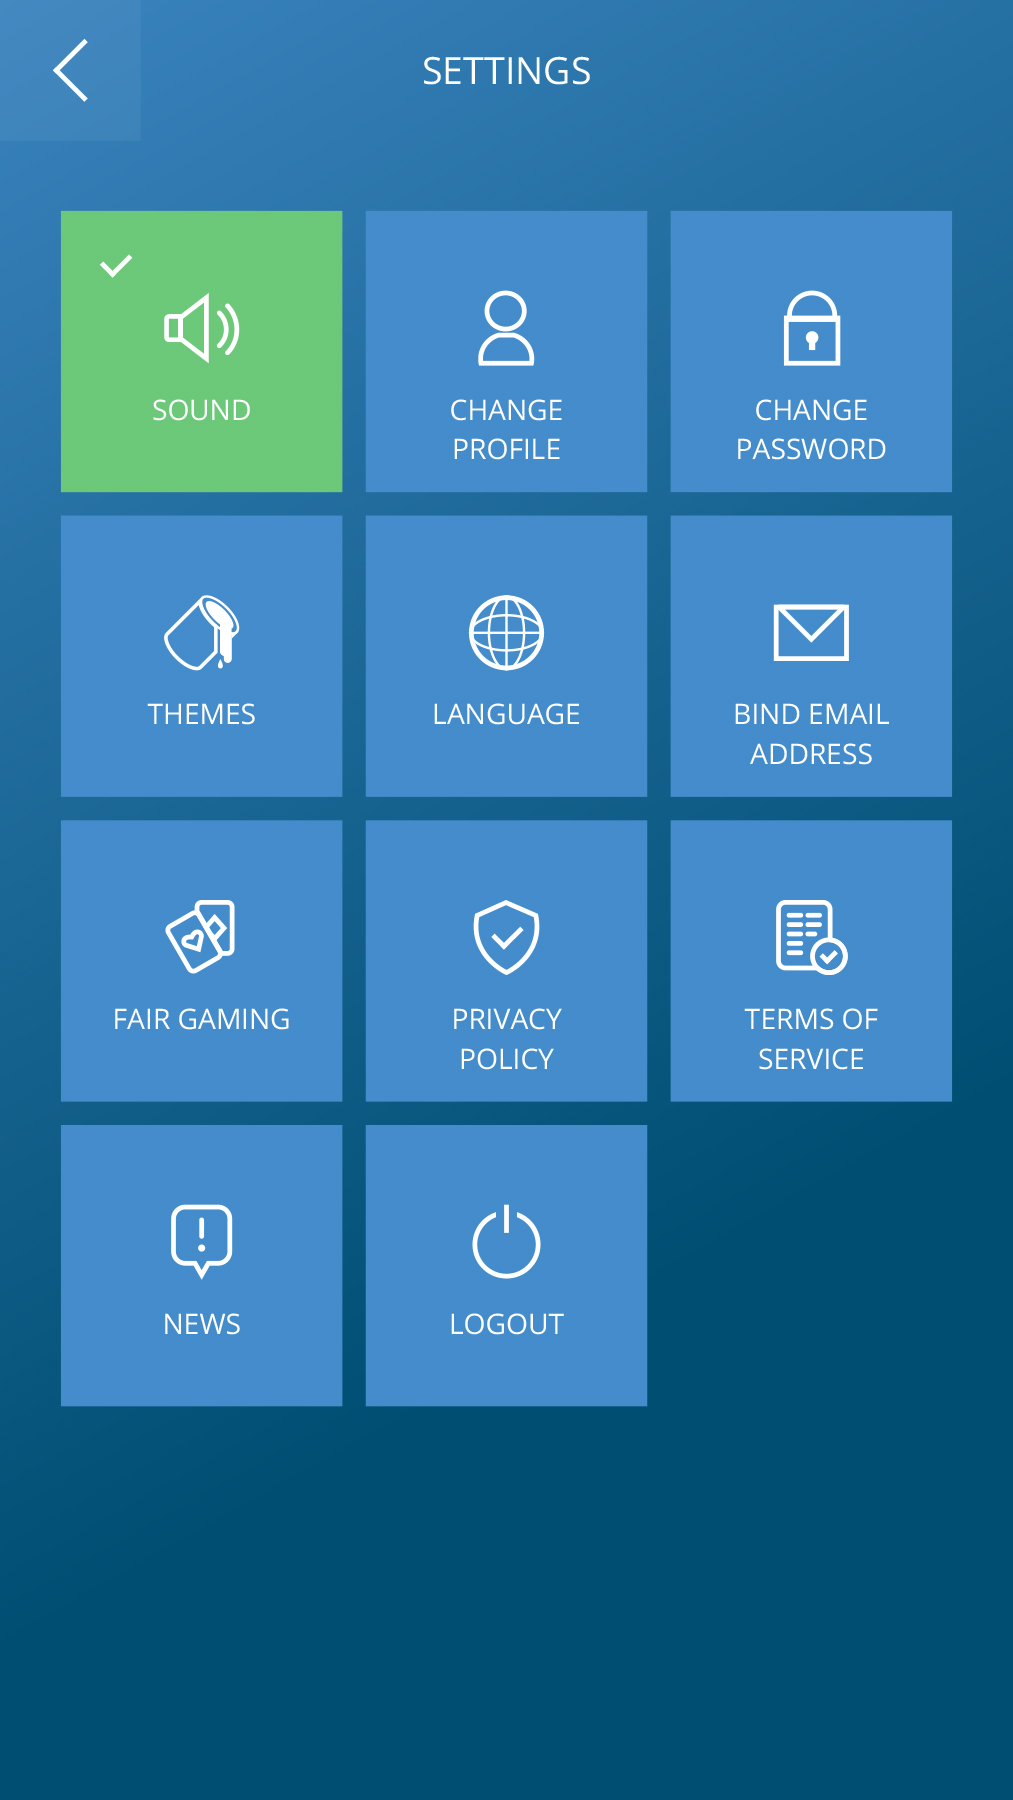 SETTINGS
SOUND
CHANGE
PROFILE
CHANGE
PASSWORD
THEMES
LANGUAGE
BIND EMAIL
ADDRESS
FAIR GAMING
PRIVACY
POLICY
TERMS OF
SERVICE
NEWS
LOGOUT